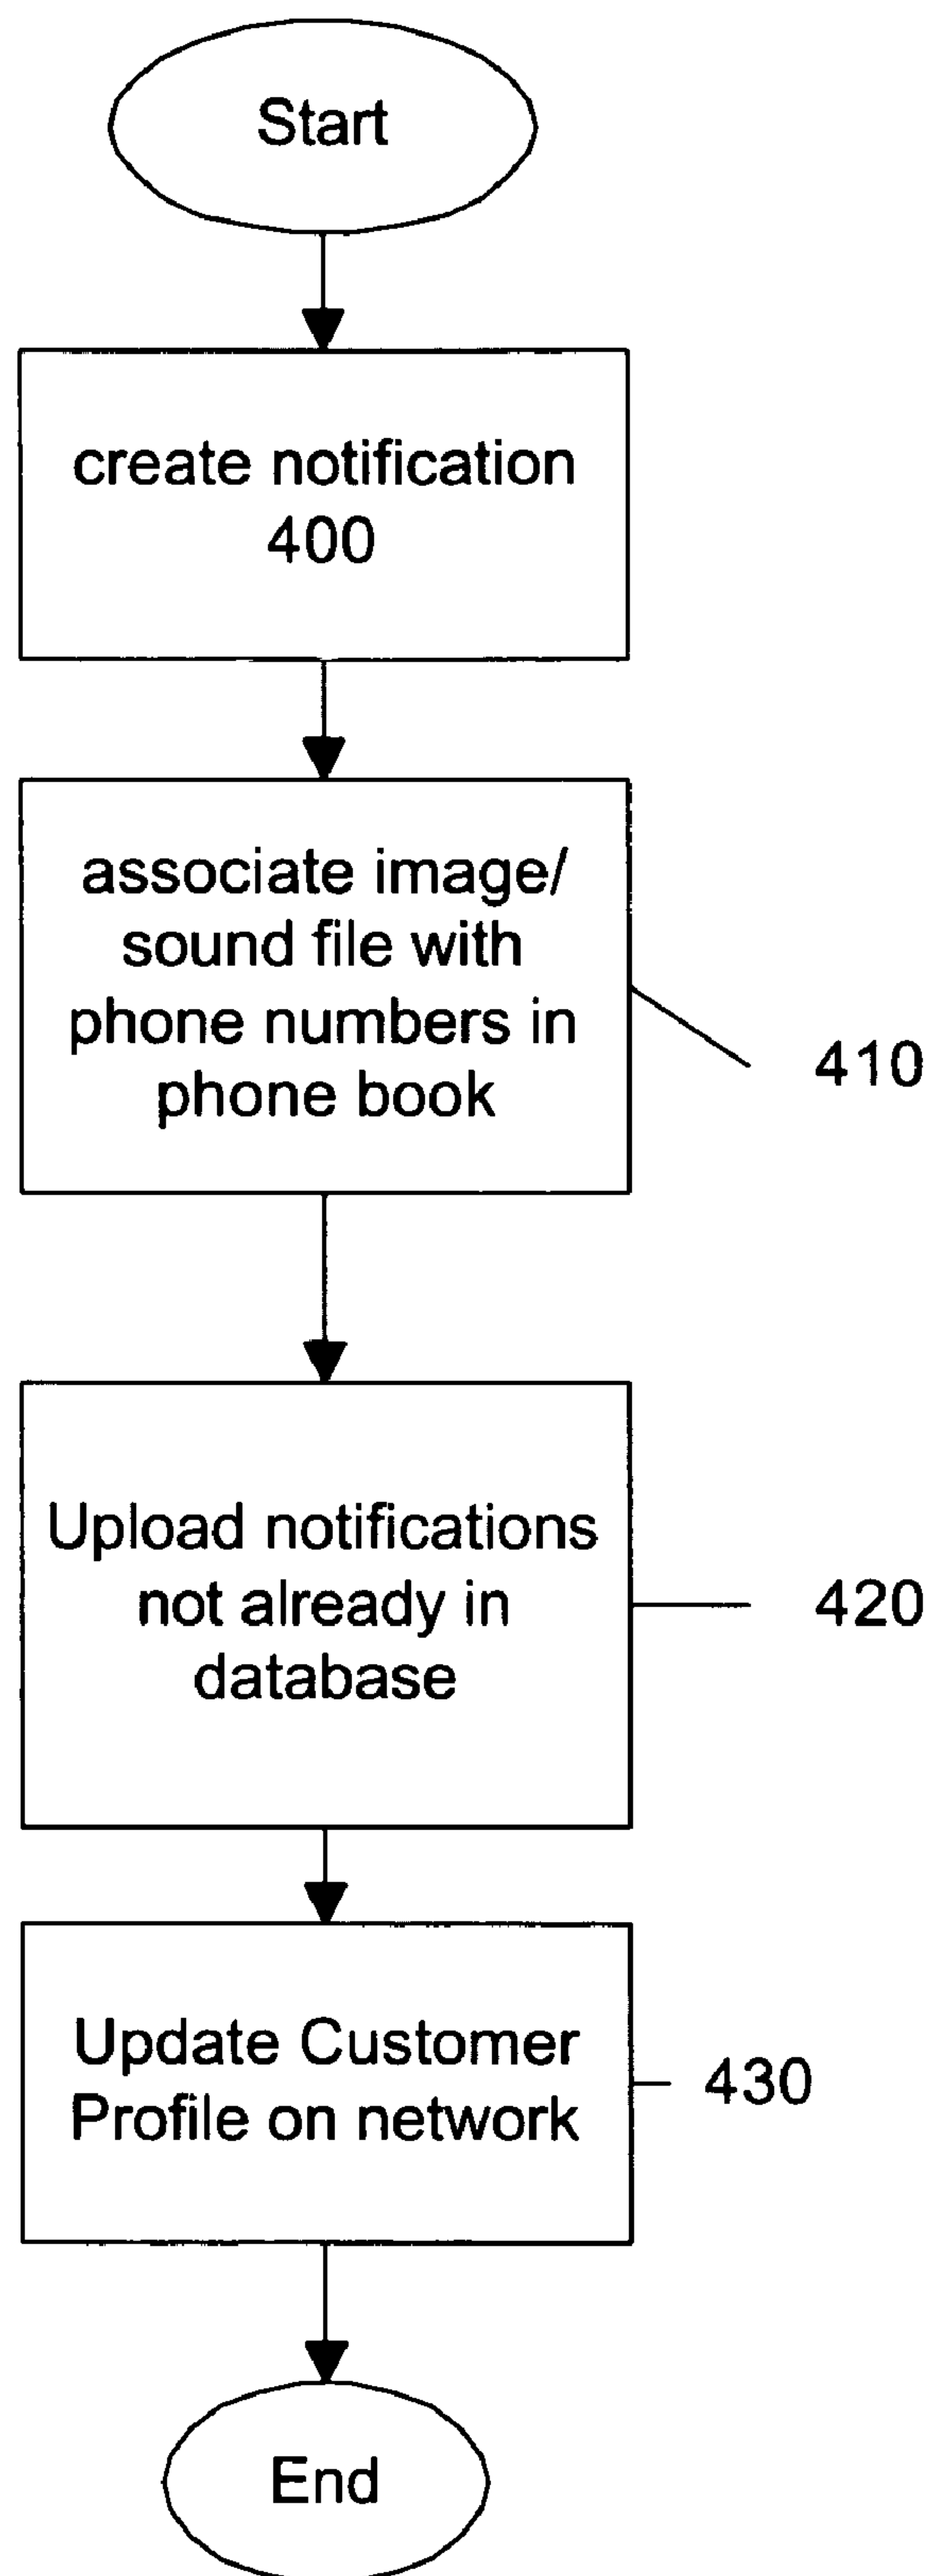 Start
create notification
400
associate image/
sound file with
phone numbers in
phone book
410
Upload notifications
not already in
database
420
Update Customer
Profile on network
430
End